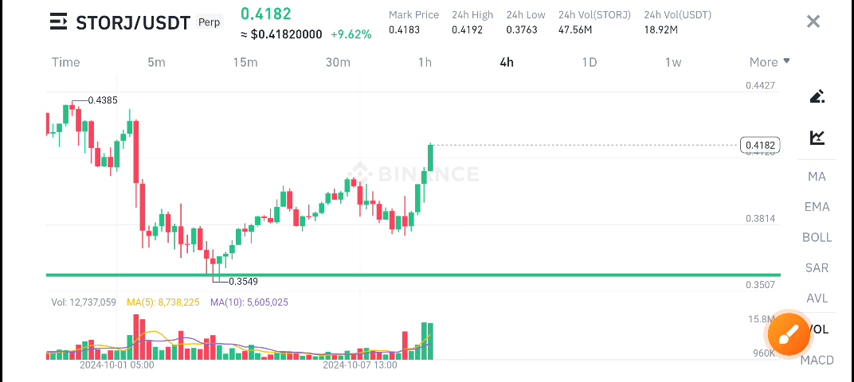 STORJ/USDT Perp
0.4182
≈ $0.41820000 +9.62%
Mark Price 24h High 24h Low 24h Vol(STORJ) 24h Vol(USDT)
0.4183 0.4192 0.3763 47.56M 18.92M
Time 5m 15m 30m 1h 4h 1D 1w More
0.4427
0.4385
0.4182
BINANCE
0.3814
0.3549
0.3507
MA
EMA
BOLL
SAR
AVL
VOL
MACD
Vol: 12,737,059 MA(5): 8,738,225 MA(10): 5,605,025
15.8M
960K
2024-10-01 05:00 2024-10-07 13:00